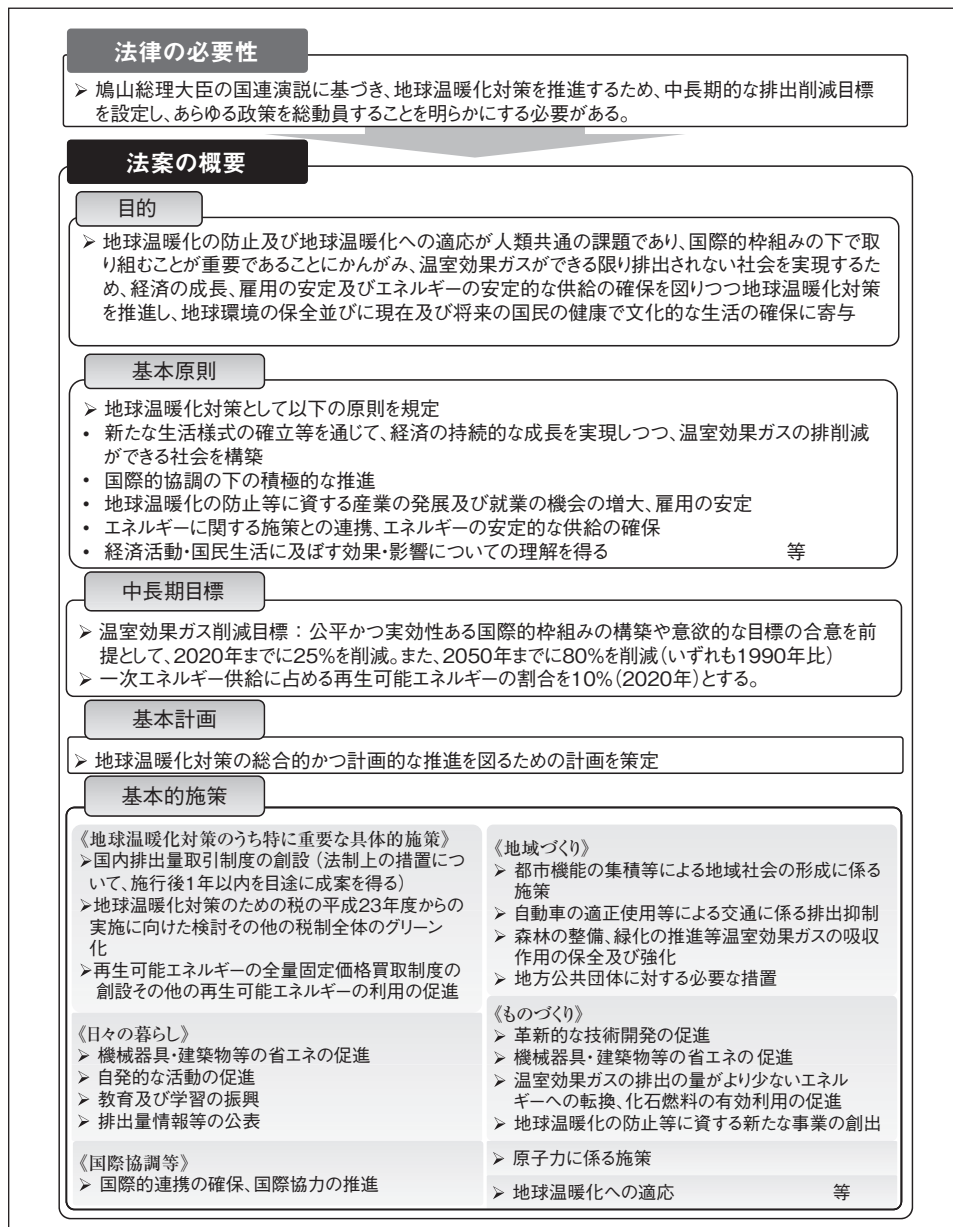 法律の必要性
➢ 鳩山総理大臣の国連演説に基づき、地球温暖化対策を推進するため、中長期的な排出削減目標
を設定し、あらゆる政策を総動員することを明らかにする必要がある。
法案の概要
目的
➢ 地球温暖化の防止及び地球温暖化への適応が人類共通の課題であり、国際的枠組みの下で取
り組むことが重要であることにかんがみ、温室効果ガスができる限り排出されない社会を実現するた
め、経済の成長、雇用の安定及びエネルギーの安定的な供給の確保を図りつつ地球温暖化対策
を推進し、地球環境の保全並びに現在及び将来の国民の健康で文化的な生活の確保に寄与
基本原則
➢ 地球温暖化対策として以下の原則を規定
• 新たな生活様式の確立等を通じて、経済の持続的な成長を実現しつつ、温室効果ガスの排削減
ができる社会を構築
• 国際的協調の下の積極的な推進
• 地球温暖化の防止等に資する産業の発展及び就業の機会の増大、雇用の安定
• エネルギーに関する施策との連携、エネルギーの安定的な供給の確保
• 経済活動・国民生活に及ぼす効果・影響についての理解を得る 等
中長期目標
➢ 温室効果ガス削減目標：公平かつ実効性ある国際的枠組みの構築や意欲的な目標の合意を前
提として、2020年までに25%を削減。また、2050年までに80%を削減（いずれも1990年比）
➢ 一次エネルギー供給に占める再生可能エネルギーの割合を10%（2020年）とする。
基本計画
➢ 地球温暖化対策の総合的かつ計画的な推進を図るための計画を策定
基本的施策
《地球温暖化対策のうち特に重要な具体的施策》
➢国内排出量取引制度の創設（法制上の措置につ
いて、施行後1年以内を目途に成案を得る）
➢地球温暖化対策のための税の平成23年度からの
実施に向けた検討その他の税制全体のグリーン
化
➢再生可能エネルギーの全量固定価格買取制度の
創設その他の再生可能エネルギーの利用の促進
《日々の暮らし》
➢ 機械器具・建築物等の省エネの促進
➢ 自発的な活動の促進
➢ 教育及び学習の振興
➢ 排出量情報等の公表
《国際協調等》
➢ 国際的連携の確保、国際協力の推進
《地域づくり》
➢ 都市機能の集積等による地域社会の形成に係る
施策
➢ 自動車の適正使用等による交通に係る排出抑制
➢ 森林の整備、緑化の推進等温室効果ガスの吸収
作用の保全及び強化
➢ 地方公共団体に対する必要な措置
《ものづくり》
➢ 革新的な技術開発の促進
➢ 機械器具・建築物等の省エネの促進
➢ 温室効果ガスの排出の量がより少ないエネル
ギーへの転換、化石燃料の有効利用の促進
➢ 地球温暖化の防止等に資する新たな事業の創出
➢ 原子力に係る施策
➢ 地球温暖化への適応 等